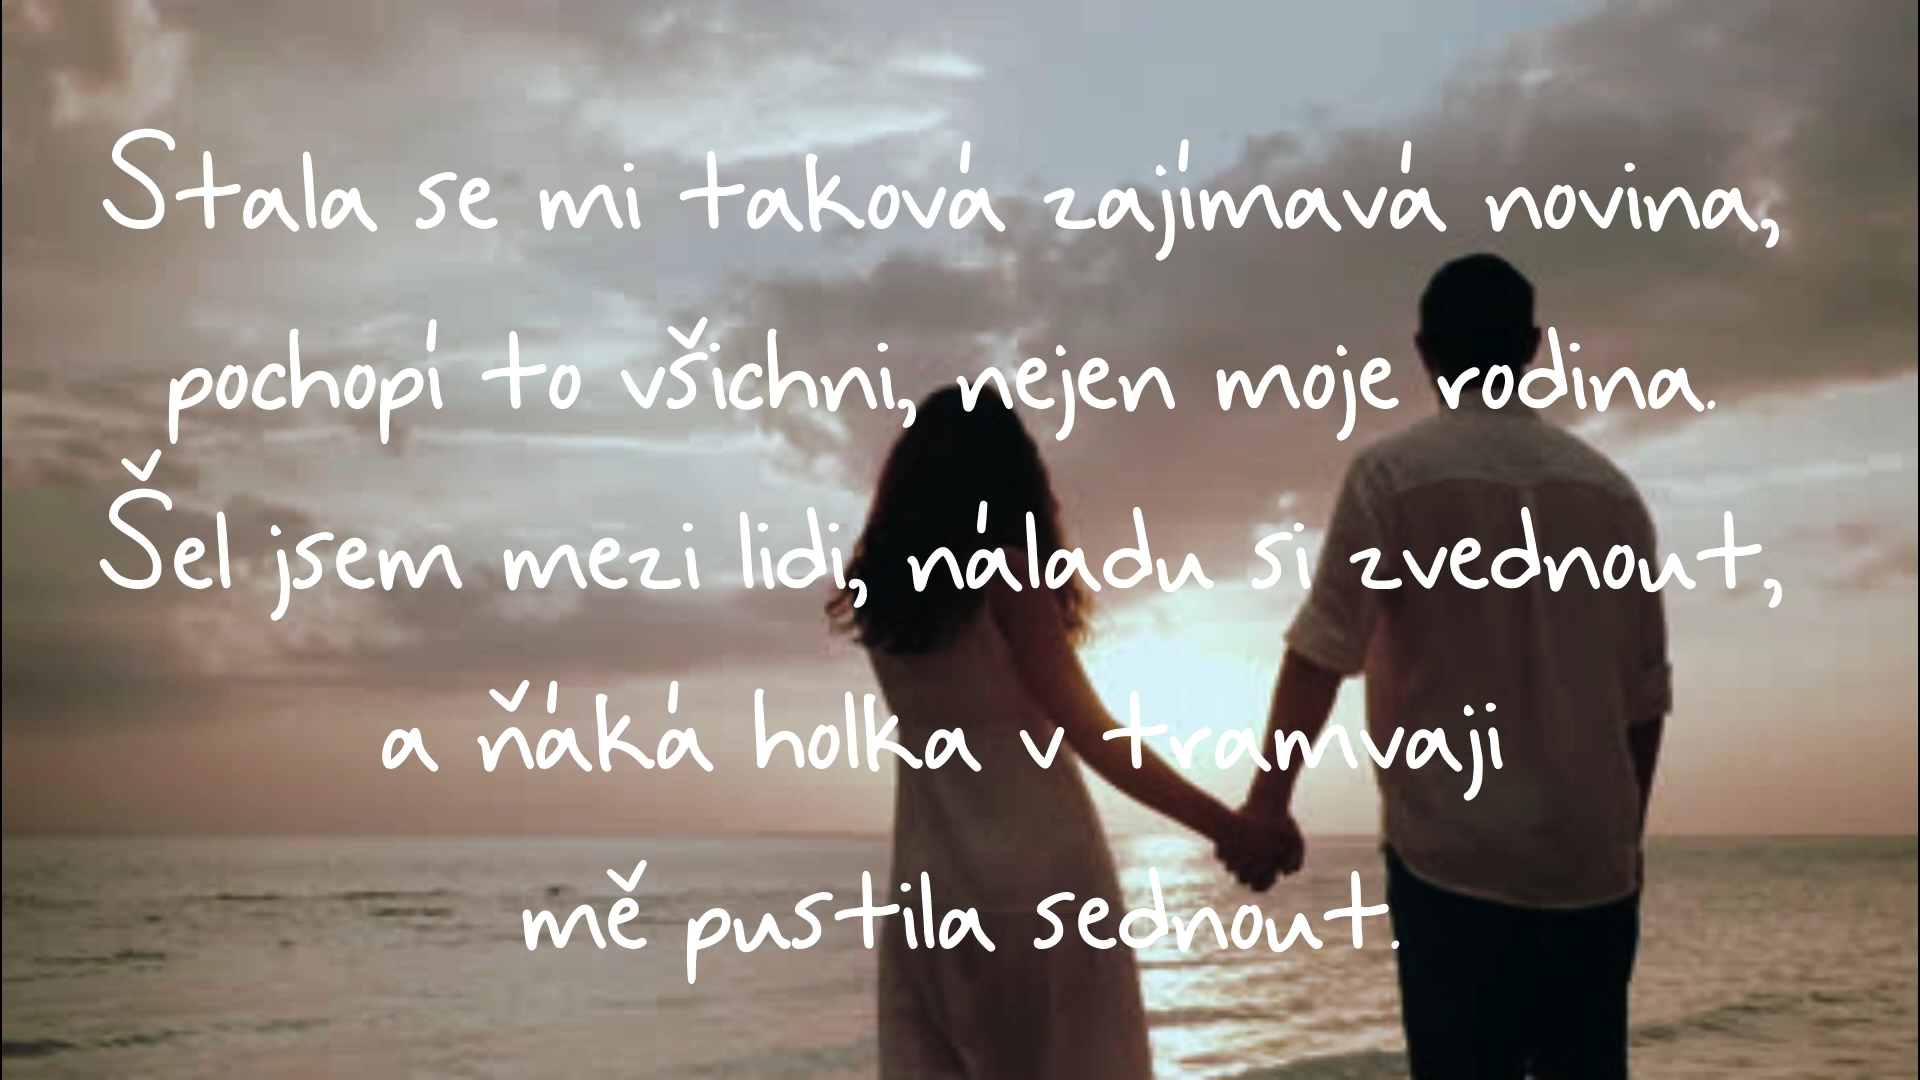 Stala se mi taková zajímavá novina,
pochopí to všichni, nejen moje rodina.
Šel jsem mezi lidi, náladu si zvednout,
a ňáká holka v tramvaji
mě pustila sednout.